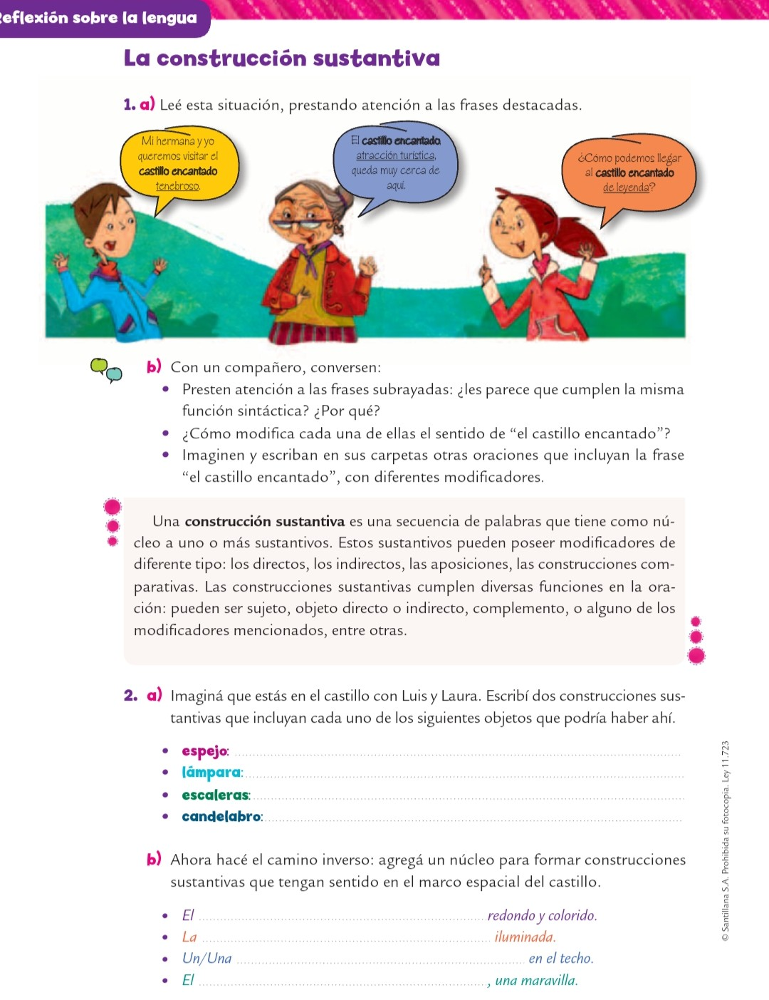 Reflexión sobre la lengua
La construcción sustantiva
1. a) Leé esta situación, prestando atención a las frases destacadas.
Mi hermana y yo
queremos visitar el
castillo encantado
tenebroso.
El castillo encantado,
atracción turística,
queda muy cerca de
aquí.
¿Cómo podemos llegar
al castillo encantado
de leyenda?
b) Con un compañero, conversen:
• Presten atención a las frases subrayadas: ¿les parece que cumplen la misma
función sintáctica? ¿Por qué?
• ¿Cómo modifica cada una de ellas el sentido de “el castillo encantado”?
• Imaginen y escriban en sus carpetas otras oraciones que incluyan la frase
“el castillo encantado”, con diferentes modificadores.
Una construcción sustantiva es una secuencia de palabras que tiene como nú-
cleo a uno o más sustantivos. Estos sustantivos pueden poseer modificadores de
diferente tipo: los directos, los indirectos, las aposiciones, las construcciones com-
parativas. Las construcciones sustantivas cumplen diversas funciones en la ora-
ción: pueden ser sujeto, objeto directo o indirecto, complemento, o alguno de los
modificadores mencionados, entre otras.
2. a) Imaginá que estás en el castillo con Luis y Laura. Escribí dos construcciones sus-
tantivas que incluyan cada uno de los siguientes objetos que podría haber ahí.
• espejo:
• lámpara:
• escaleras:
• candelabro:
b) Ahora hacé el camino inverso: agregá un núcleo para formar construcciones
sustantivas que tengan sentido en el marco espacial del castillo.
• El redondo y colorido.
• La iluminada.
• Un/Una en el techo.
• El , una maravilla.
© Santillana S.A. Prohibida su fotocopia. Ley 11.723